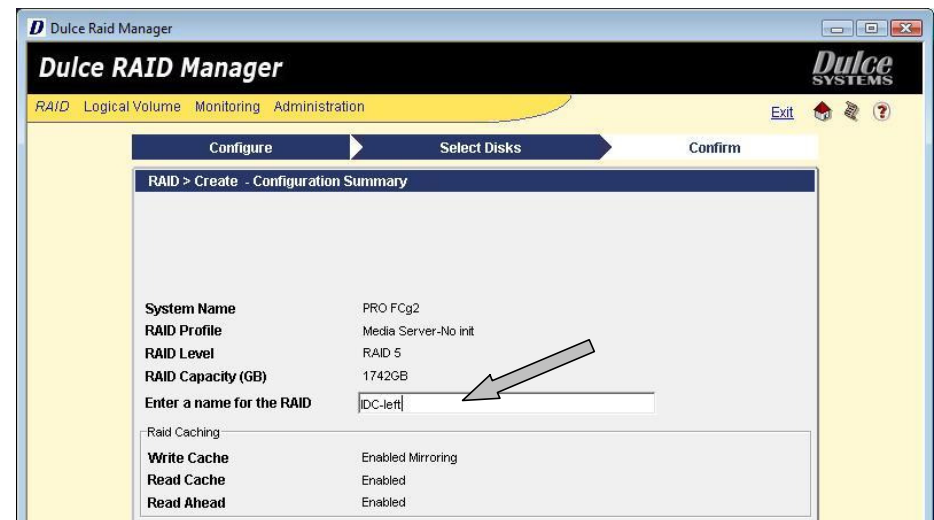 Dulce Raid Manager
Dulce RAID Manager
Dulce SYSTEMS
RAID Logical Volume Monitoring Administration
Exit ?
Configure Select Disks Confirm
RAID > Create - Configuration Summary
System Name PRO FCg2
RAID Profile Media Server-No init
RAID Level RAID 5
RAID Capacity (GB) 1742GB
Enter a name for the RAID IDC-left
Raid Caching
Write Cache Enabled Mirroring
Read Cache Enabled
Read Ahead Enabled